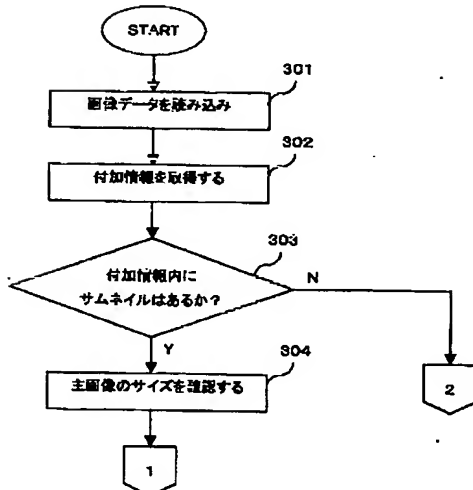 START
301
画像データを読み込み
302
付加情報を取得する
303
付加情報内に
サムネイルはあるか?
N
Y
304
主画像のサイズを確認する
2
1